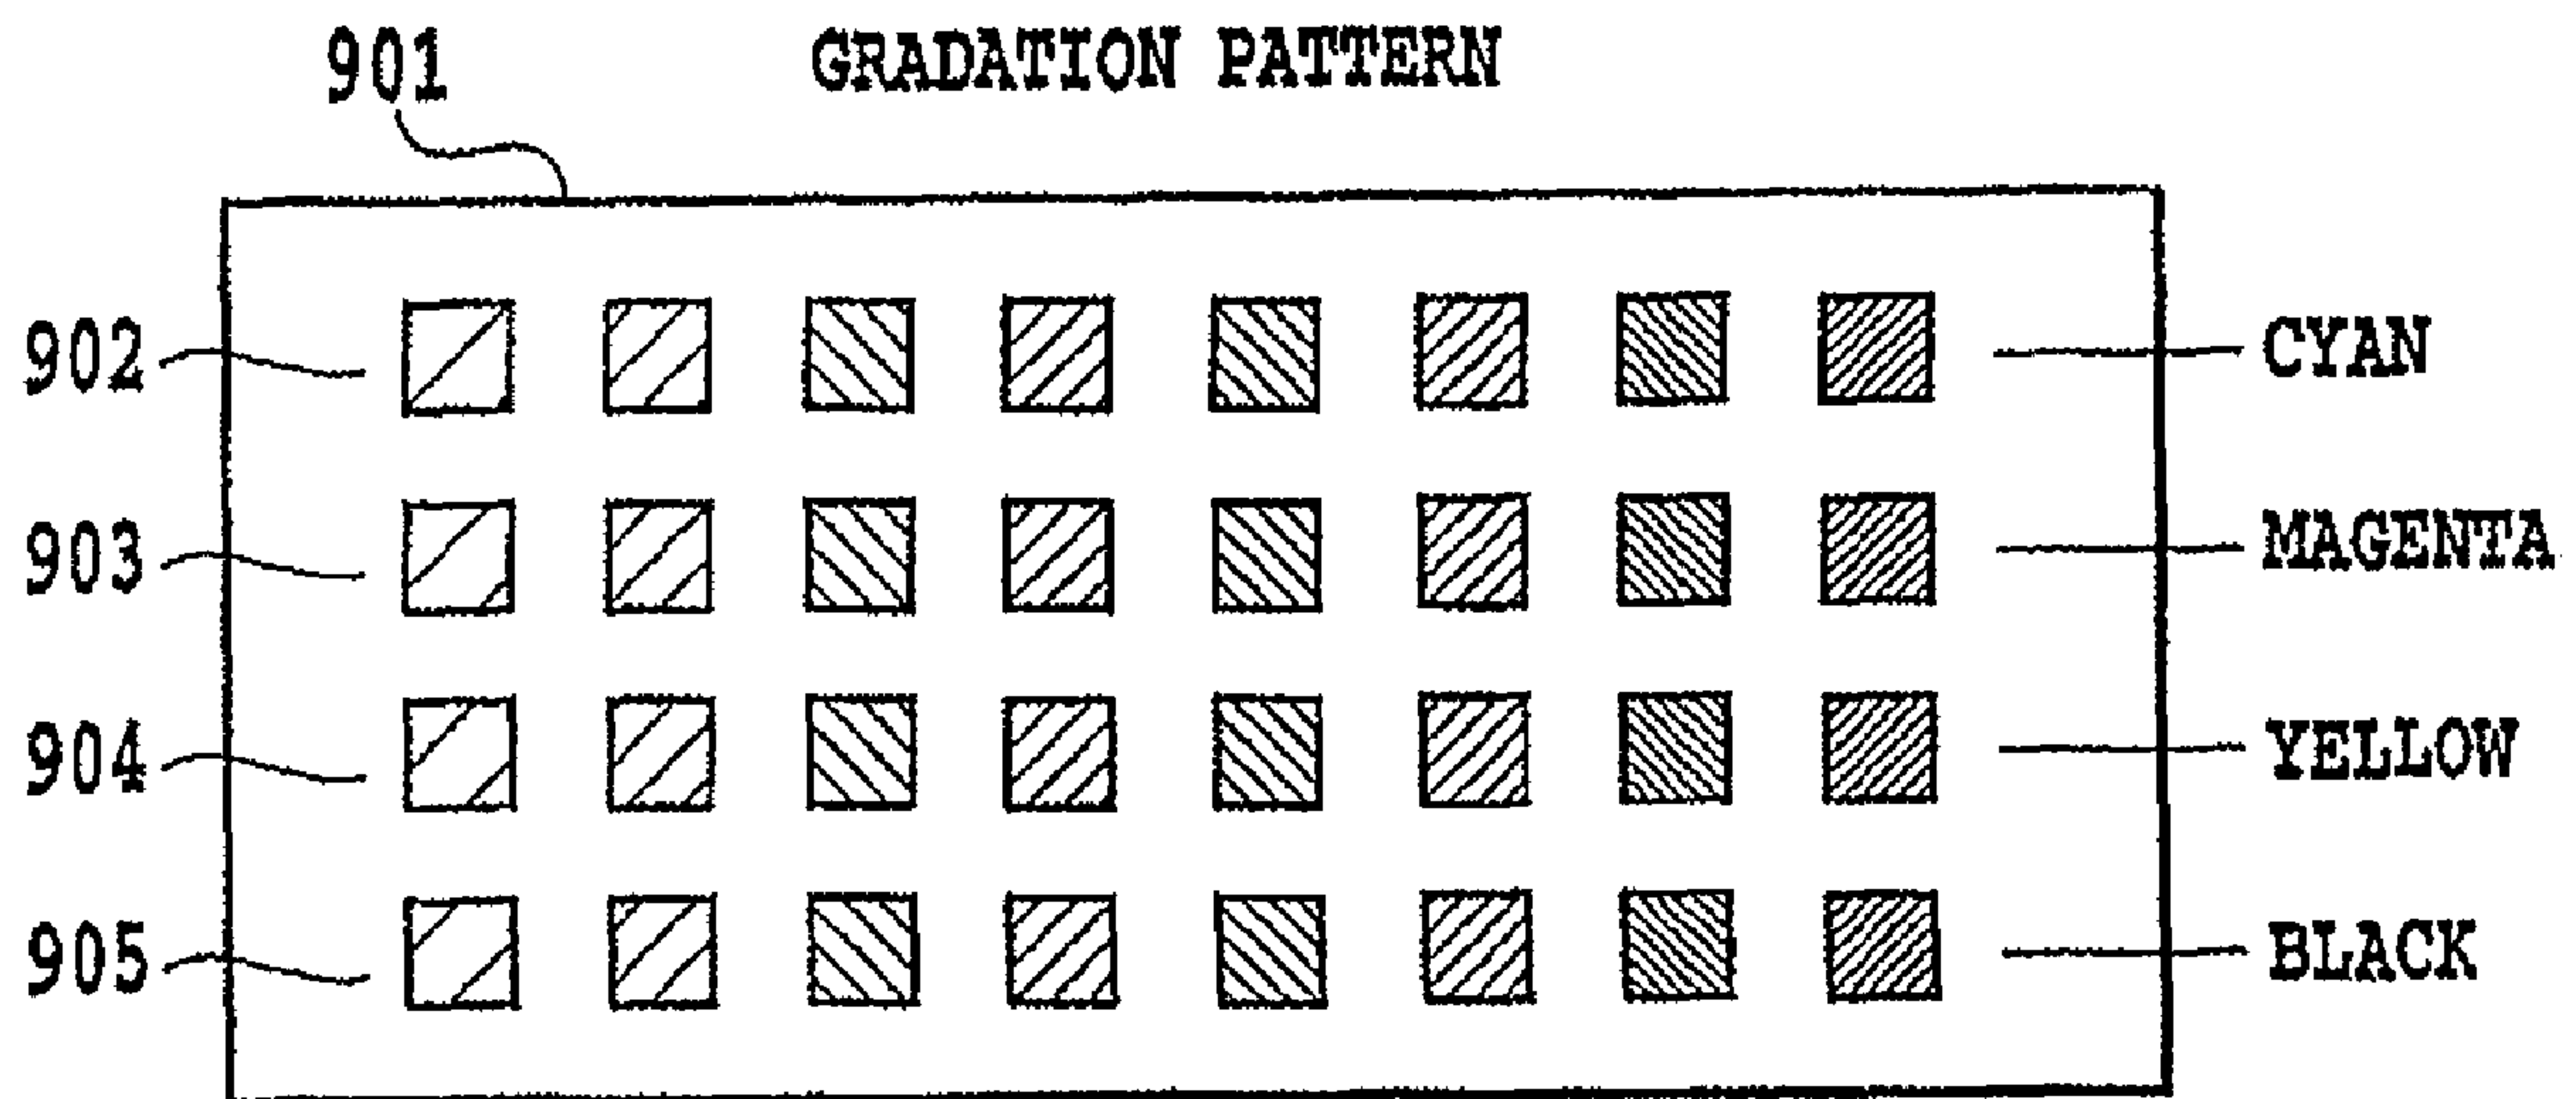 901 GRADATION PATTERN
902 CYAN
903 MAGENTA
904 YELLOW
905 BLACK